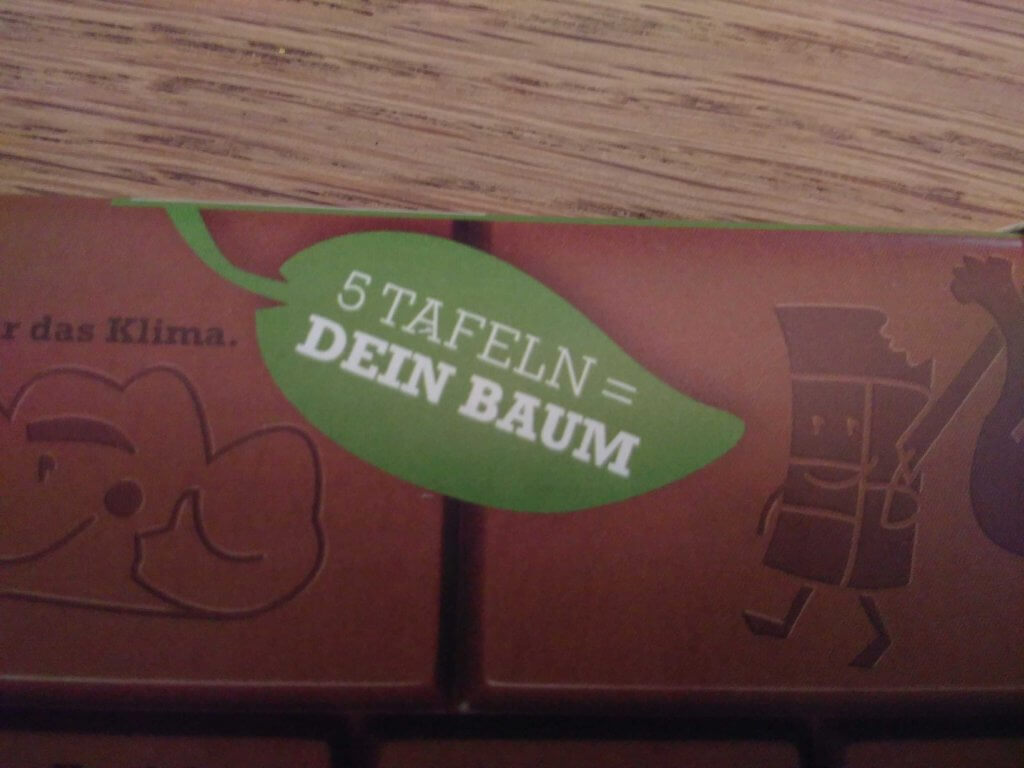 5 TAFELN =
DEIN BAUM
das Klima.